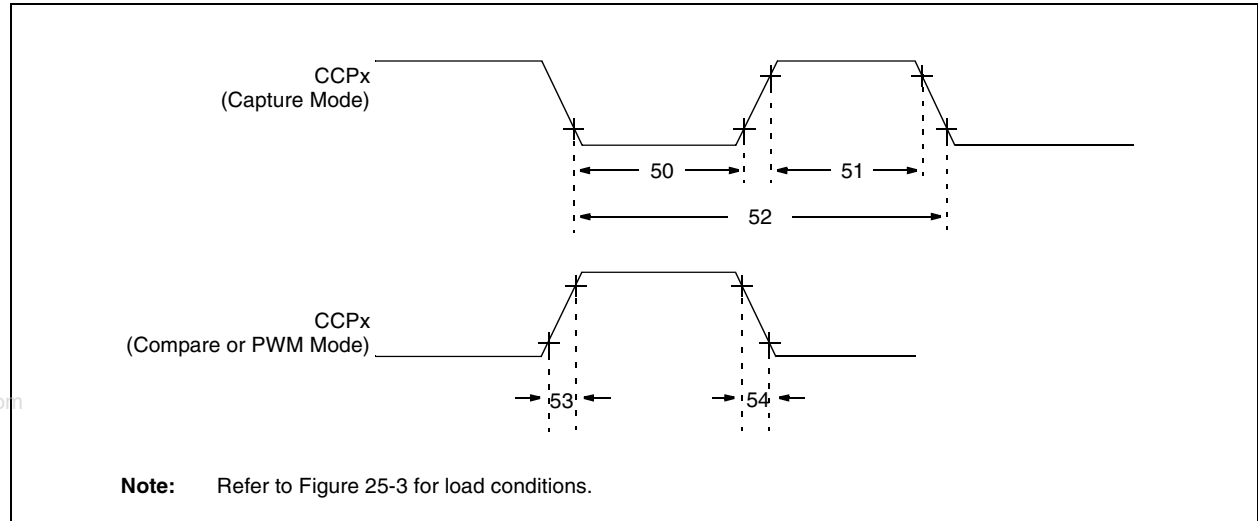 CCPx
(Capture Mode)
50
51
52
CCPx
(Compare or PWM Mode)
53
54
om
Note: Refer to Figure 25-3 for load conditions.